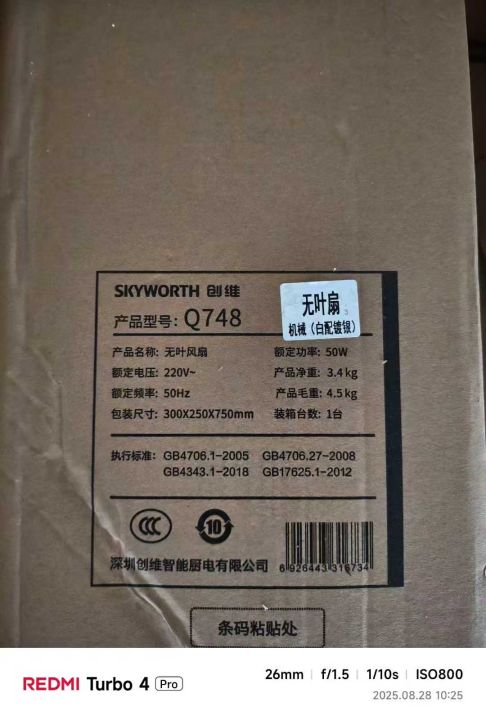 SKYWORTH 创维
产品型号: Q748
无叶扇
机械（白配镀银）
产品名称: 无叶风扇 额定功率: 50W
额定电压: 220V~ 产品净重: 3.4kg
额定频率: 50Hz 产品毛重: 4.5kg
包装尺寸: 300X250X750mm 装箱台数: 1台
执行标准: GB4706.1-2005 GB4706.27-2008
GB4343.1-2018 GB17625.1-2012
CCC 10
深圳创维智能厨电有限公司
6 926443 316734
条码粘贴处
REDMI Turbo 4 Pro
26mm | f/1.5 | 1/10s | ISO800
2025.08.28 10:25